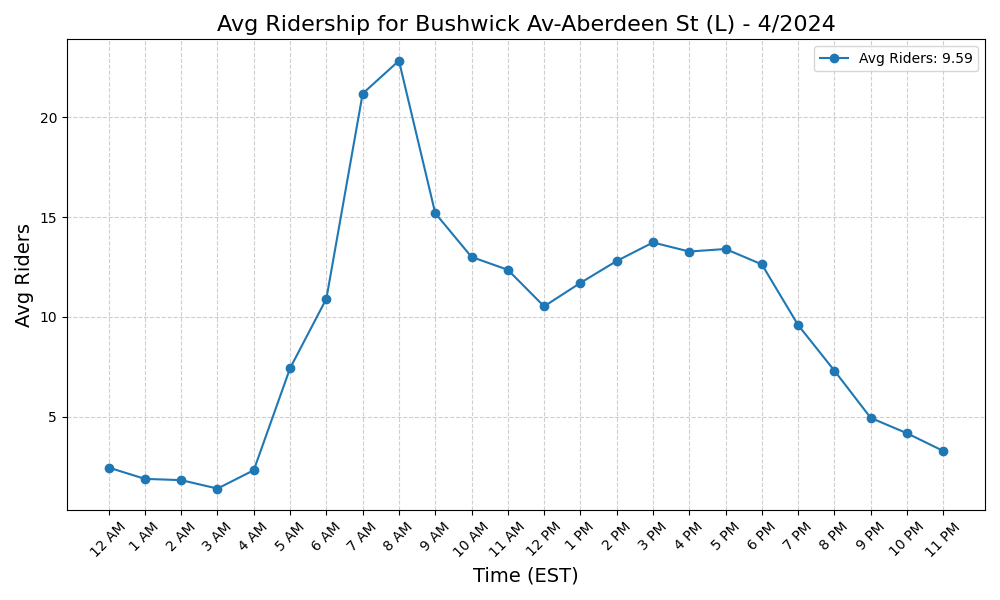 Avg Ridership for Bushwick Av-Aberdeen St (L) - 4/2024
Avg Riders: 9.59
Avg Riders
20
15
10
5
12 AM
1 AM
2 AM
3 AM
4 AM
5 AM
6 AM
7 AM
8 AM
9 AM
10 AM
11 AM
12 PM
1 PM
2 PM
3 PM
4 PM
5 PM
6 PM
7 PM
8 PM
9 PM
10 PM
11 PM
Time (EST)